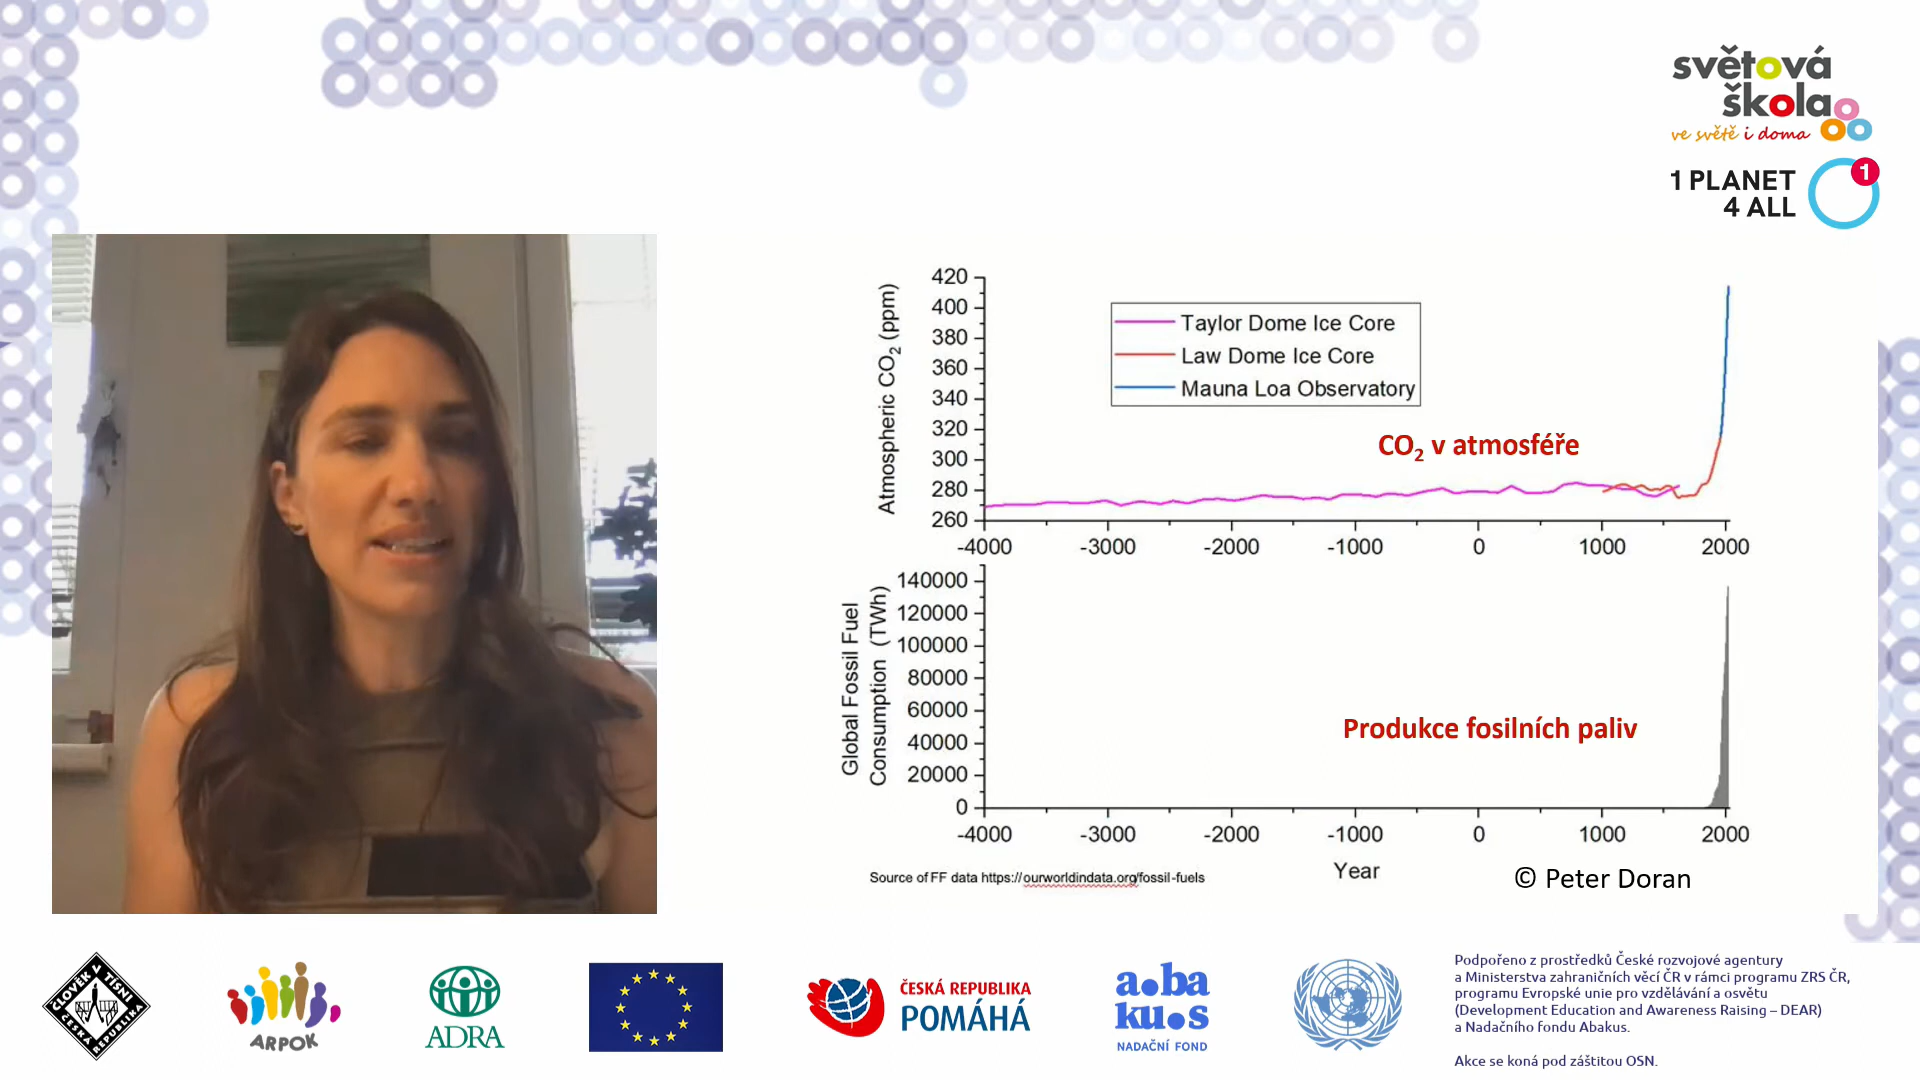 světová
škola
ve světě i doma
1 PLANET
4 ALL
1
Atmospheric CO₂ (ppm)
420
400
380
360
340
320
300
280
260
Taylor Dome Ice Core
Law Dome Ice Core
Mauna Loa Observatory
CO₂ v atmosféře
-4000 -3000 -2000 -1000 0 1000 2000
Global Fossil Fuel
Consumption (TWh)
140000
120000
100000
80000
60000
40000
20000
0
Produkce fosilních paliv
-4000 -3000 -2000 -1000 0 1000 2000
Year
Source of FF data https://ourworldindata.org/fossil-fuels
© Peter Doran
ČLOVĚK V TÍSNI
ČESKÁ REPUBLIKA
ARPOK
ADRA
ČESKÁ REPUBLIKA
POMÁHÁ
a.ba
ku.s
NADAČNÍ FOND
Podpořeno z prostředků České rozvojové agentury
a Ministerstva zahraničních věcí ČR v rámci programu ZRS ČR,
programu Evropské unie pro vzdělávání a osvětu
(Development Education and Awareness Raising – DEAR)
a Nadačního fondu Abakus.
Akce se koná pod záštitou OSN.